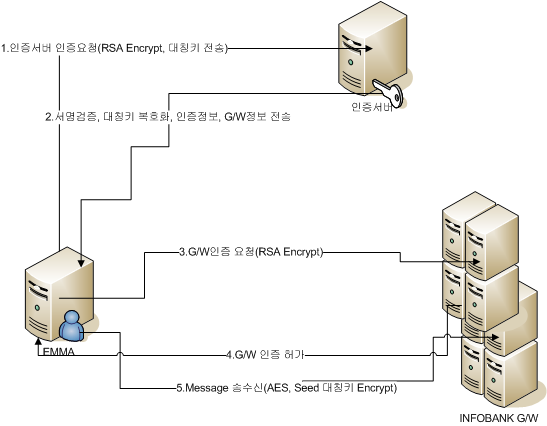 1.인증서버 인증요청(RSA Encrypt, 대칭키 전송)
인증서버
2.서명검증, 대칭키 복호화, 인증정보, G/W정보 전송
3.G/W인증 요청(RSA Encrypt)
EMMA
4.G/W 인증 허가
5.Message 송수신(AES, Seed 대칭키 Encrypt)
INFOBANK G/W